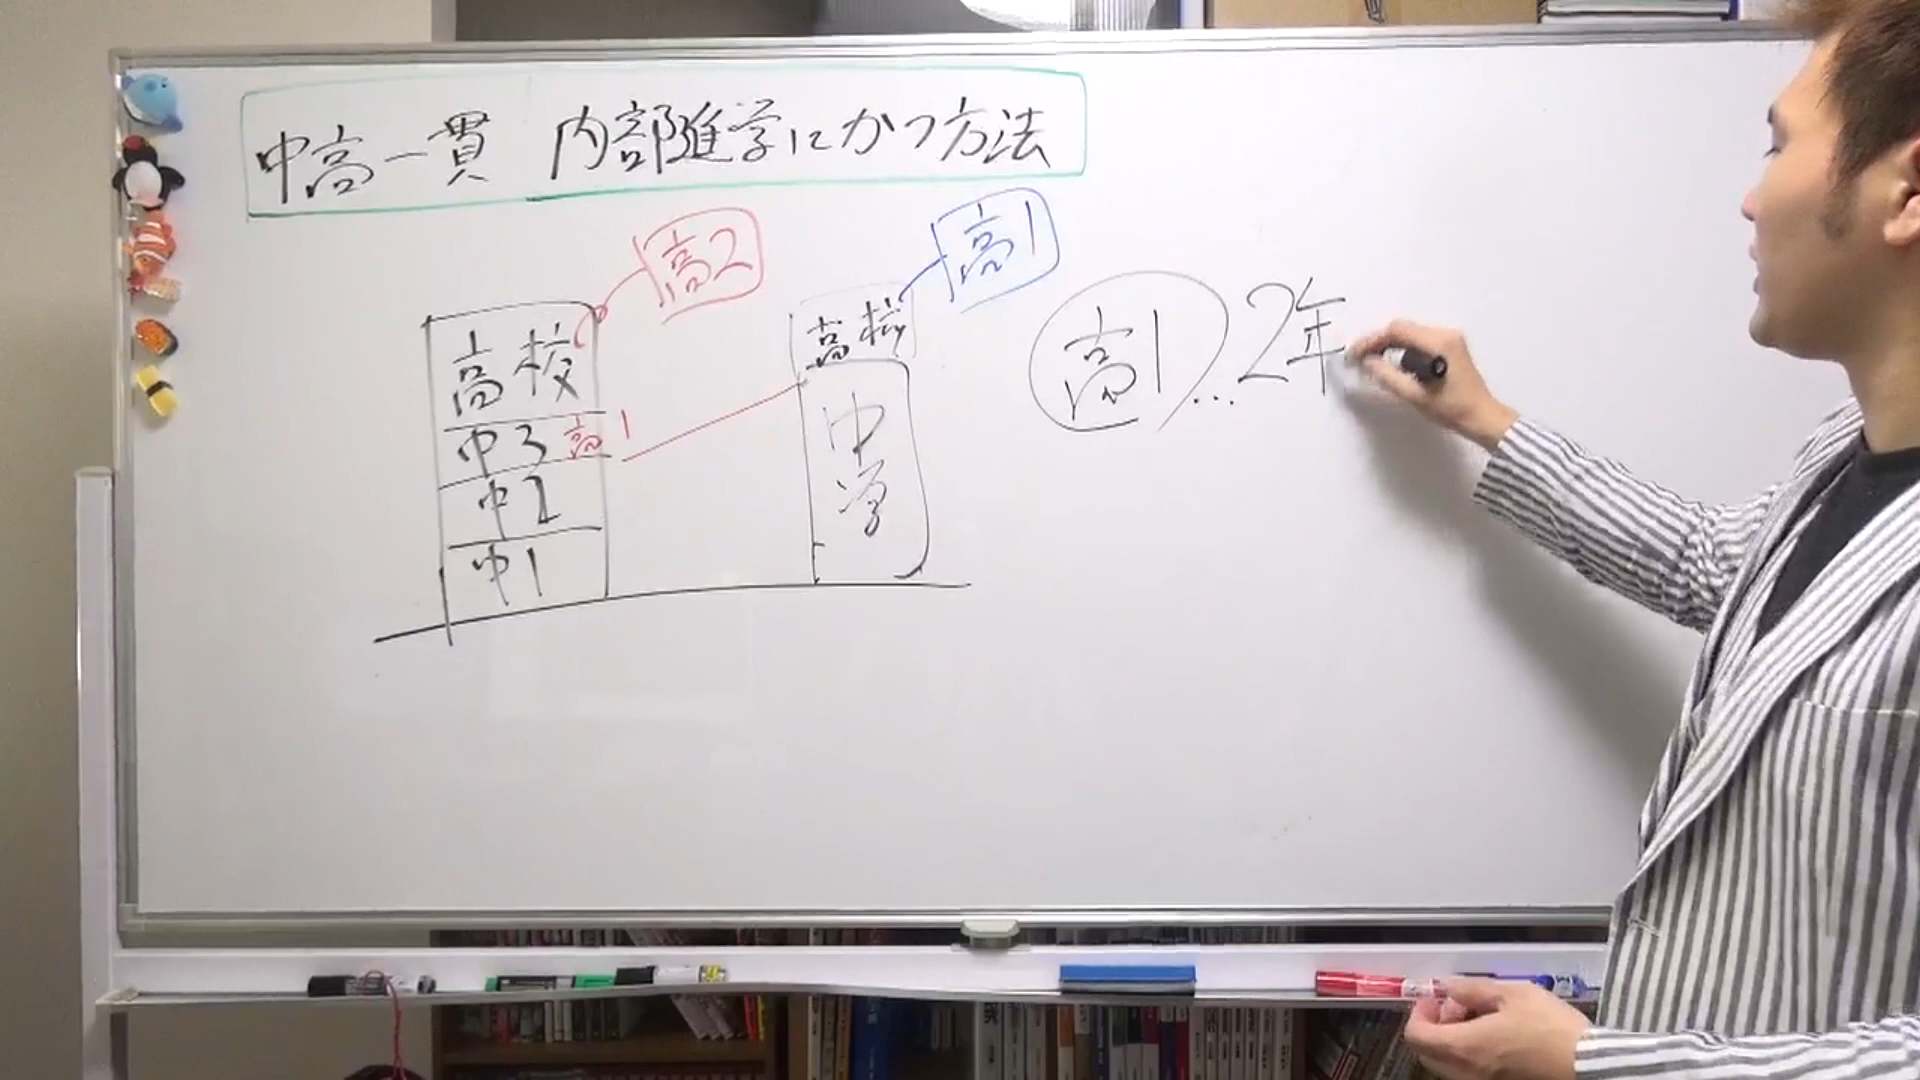 中高一貫 内部進学にかつ方法
高2
高1
高校
中3 高1
中2
中1
高校
中学
高1…2年